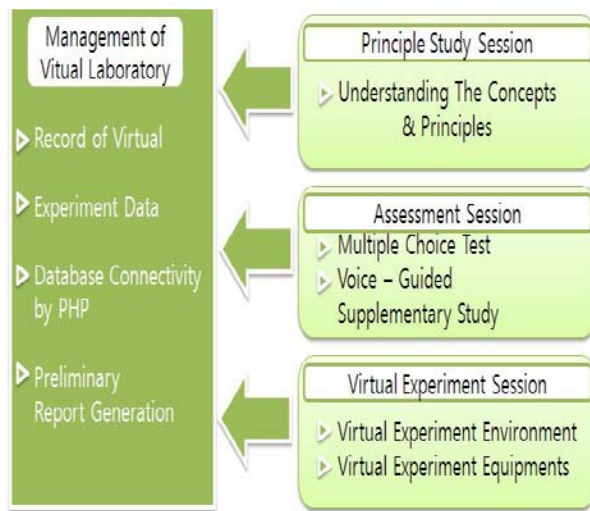 Management of
Vitual Laboratory
Record of Virtual
Experiment Data
Database Connectivity
by PHP
Preliminary
Report Generation
Principle Study Session
Understanding The Concepts
& Principles
Assessment Session
Multiple Choice Test
Voice – Guided
Supplementary Study
Virtual Experiment Session
Virtual Experiment Environment
Virtual Experiment Equipments